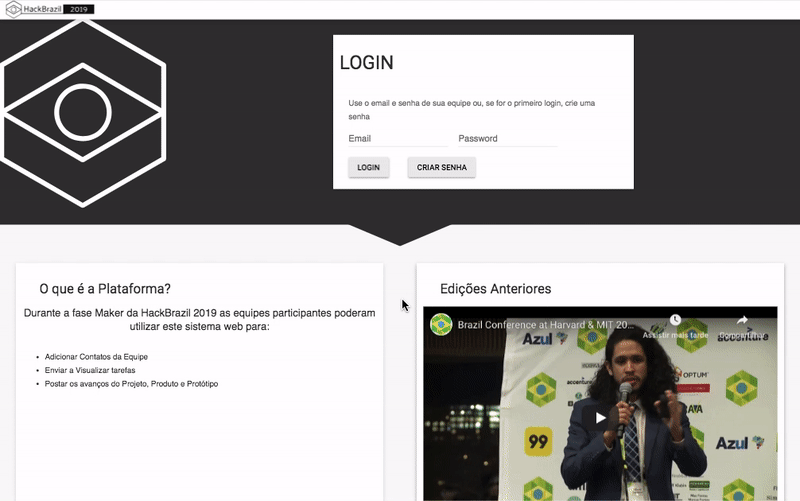 HackBrazil 2019
LOGIN
Use o email e senha de sua equipe ou, se for o primeiro login, crie uma
senha
Email Password
LOGIN CRIAR SENHA
O que é a Plataforma?
Durante a fase Maker da HackBrazil 2019 as equipes participantes poderam
utilizar este sistema web para:
Adicionar Contatos da Equipe
Enviar a Visualizar tarefas
Postar os avanços do Projeto, Produto e Protótipo
Edições Anteriores
Brazil Conference at Harvard & MIT 20...
Assistir mais tarde
Azul
accenture
OPTUM
99
Azul